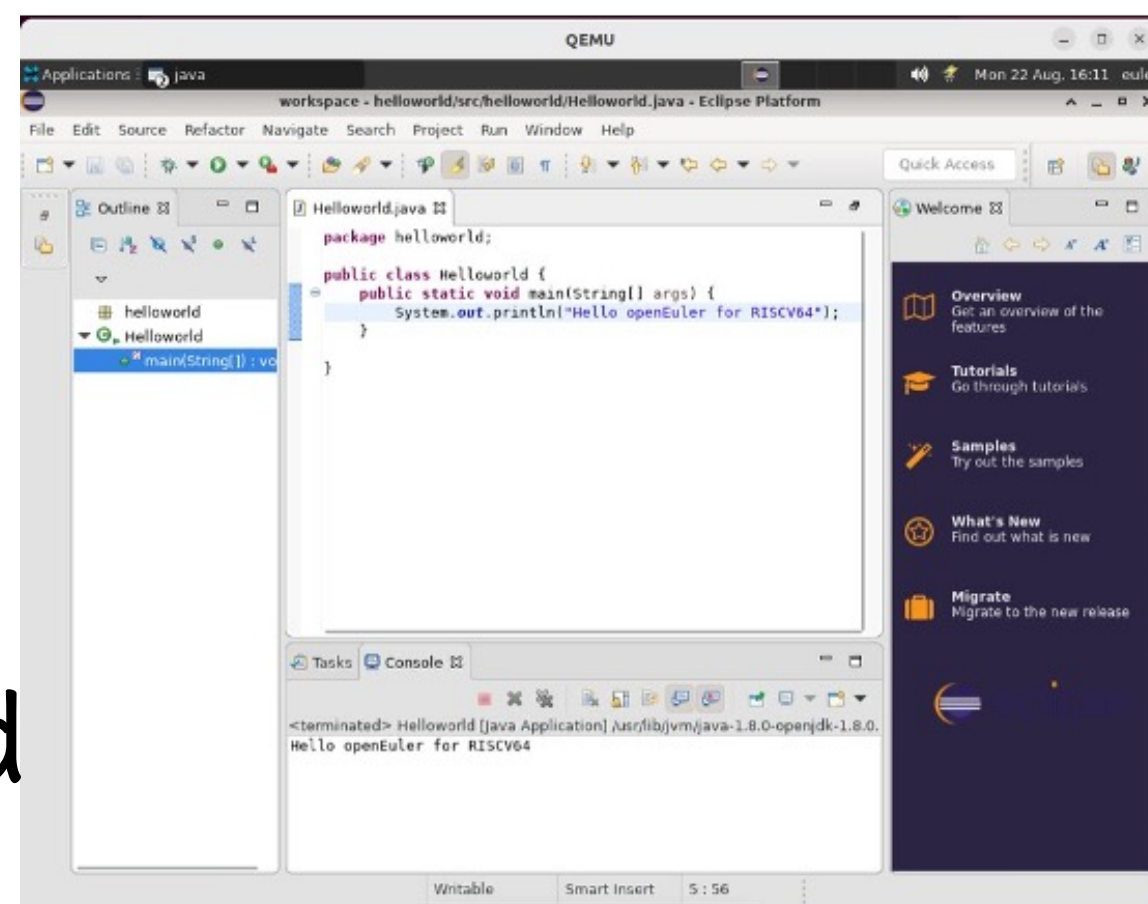 QEMU
Applications java Mon 22 Aug. 16:11 eule
workspace - helloworld/src/helloworld/Helloworld.java - Eclipse Platform
File Edit Source Refactor Navigate Search Project Run Window Help
Quick Access
Outline
helloworld
Helloworld
main(String[]) : vo
Helloworld.java
package helloworld;
public class Helloworld {
public static void main(String[] args) {
System.out.println("Hello openEuler for RISCV64");
}
}
Welcome
Overview
Get an overview of the
features
Tutorials
Go through tutorials
Samples
Try out the samples
What's New
Find out what is new
Migrate
Migrate to the new release
Tasks Console
<terminated> Helloworld [Java Application] /usr/lib/jvm/java-1.8.0-openjdk-1.8.0.
Hello openEuler for RISCV64
d
Writable Smart Insert 5 : 56